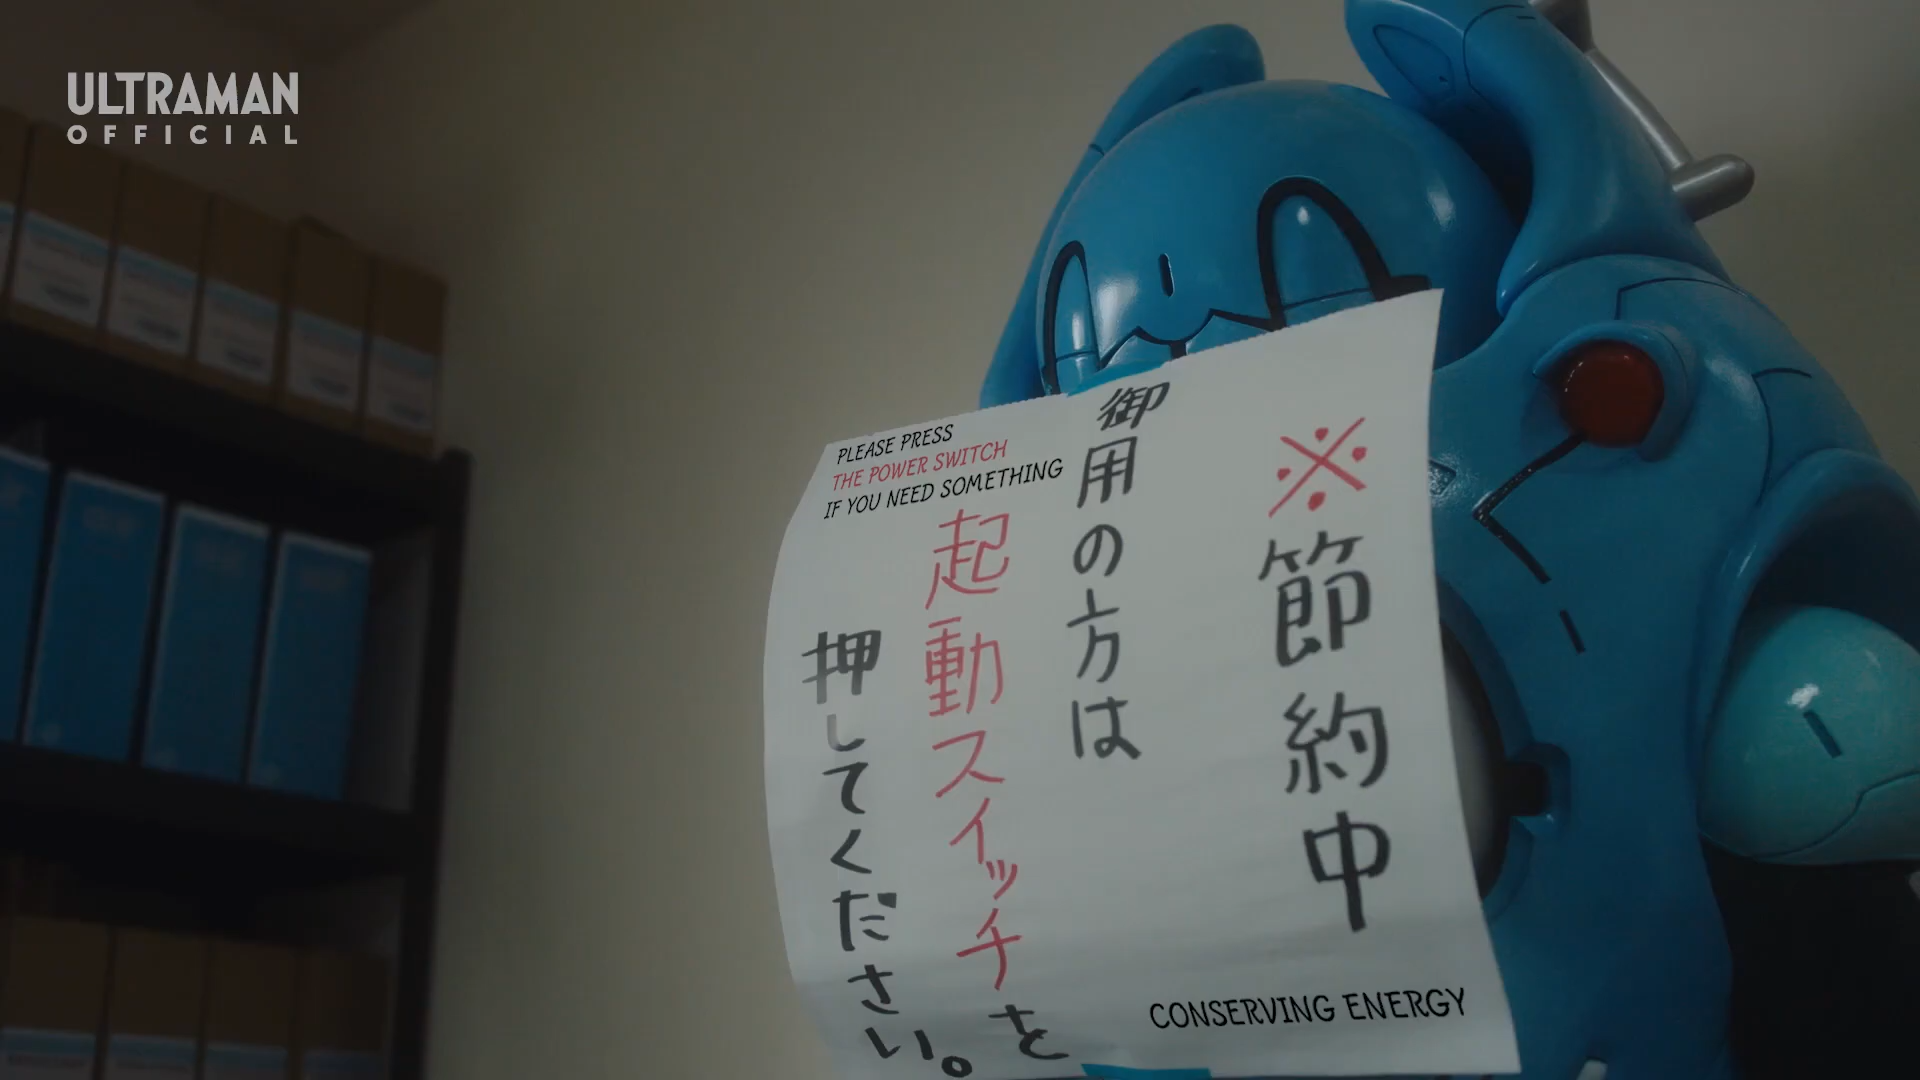 ULTRAMAN
OFFICIAL
※節約中
御用の方は
起動スイッチを
押してください。
PLEASE PRESS
THE POWER SWITCH
IF YOU NEED SOMETHING
CONSERVING ENERGY